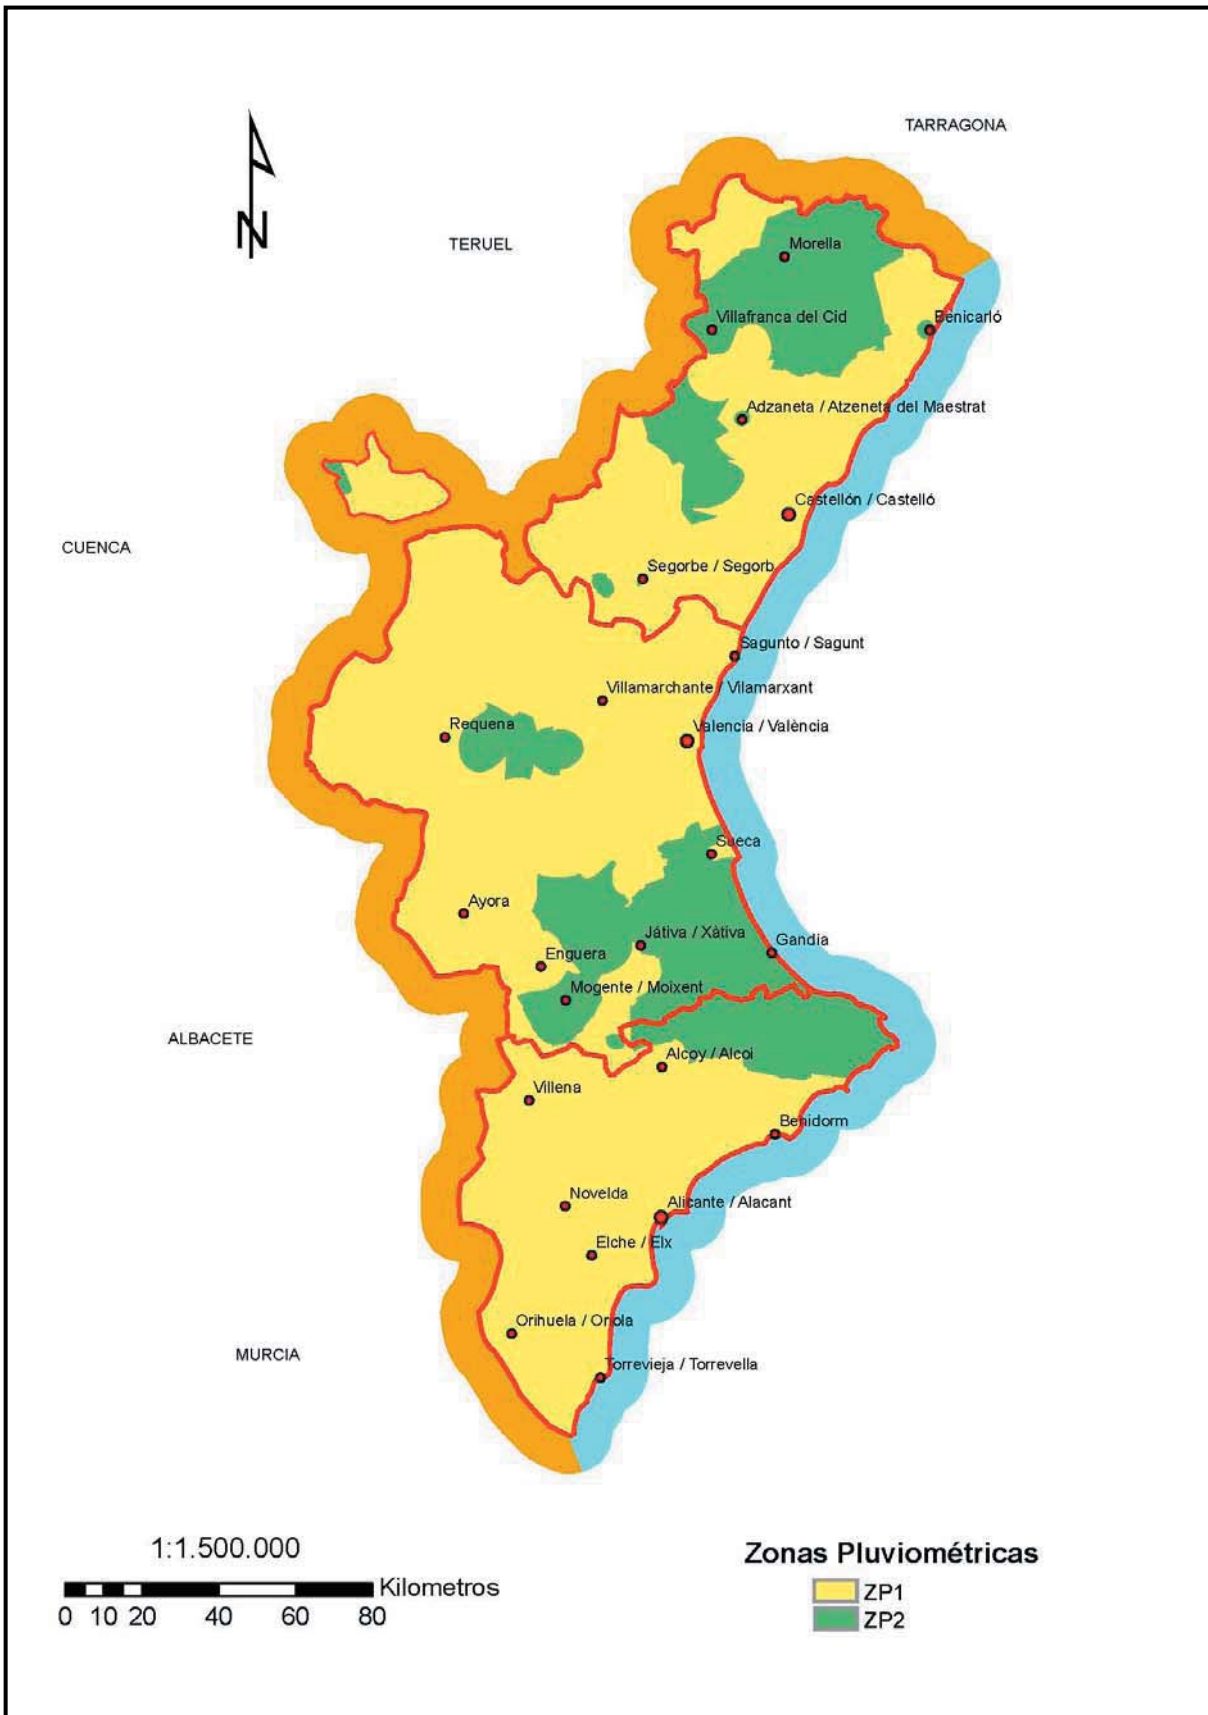 TARRAGONA
N
TERUEL
Morella
Villafranca del Cid
Benicarló
Adzaneta / Atzeneta del Maestrat
Castellón / Castelló
CUENCA
Segorbe / Segorb
Sagunto / Sagunt
Villamarchante / Vilamarxant
Requena
Valencia / València
Sueca
Ayora
Játiva / Xàtiva
Gandía
Enguera
Mogente / Moixent
ALBACETE
Alcoy / Alcoi
Villena
Benidorm
Novelda
Alicante / Alacant
Elche / Elx
Orihuela / Oriola
MURCIA
Torrevieja / Torrevella
1:1.500.000
Kilometros
0 10 20 40 60 80
Zonas Pluviométricas
ZP1
ZP2